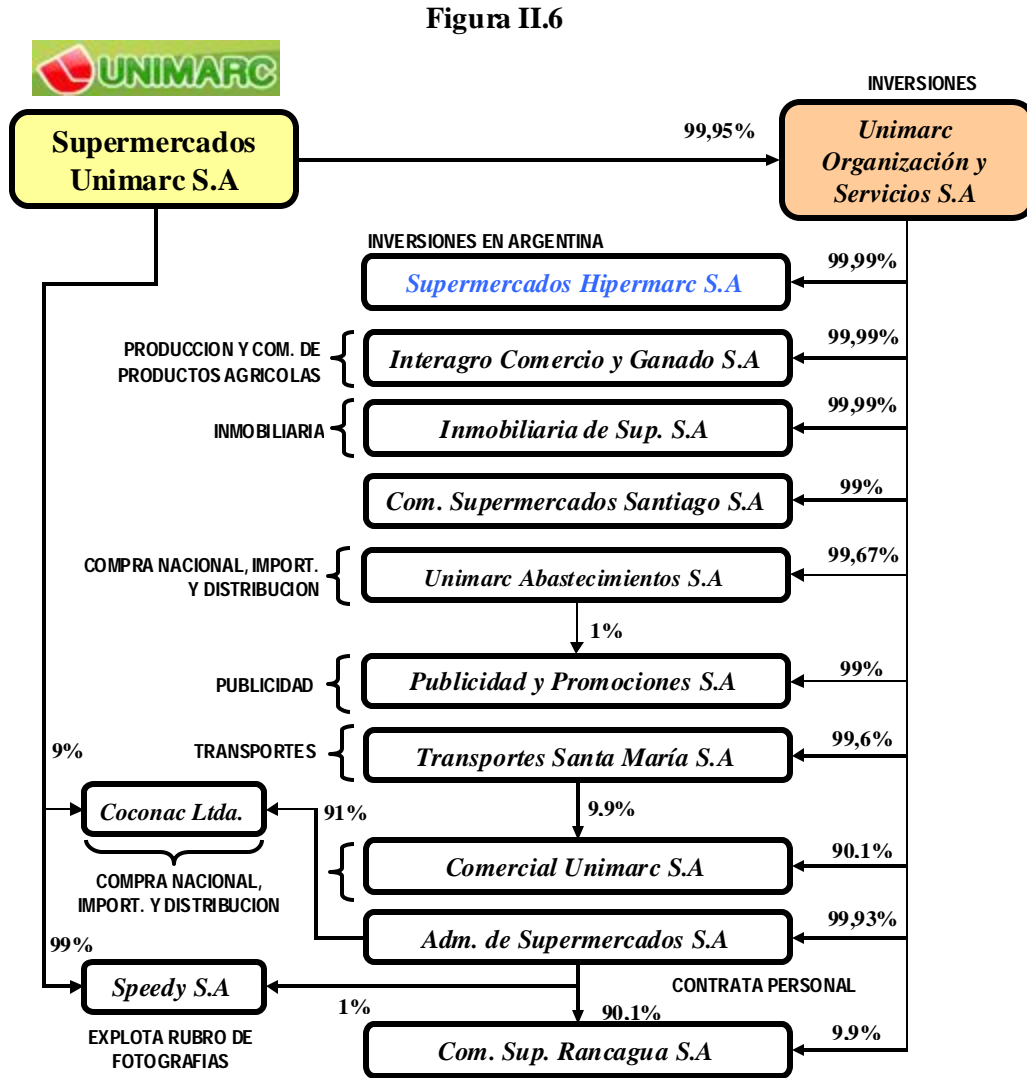 Figura II.6
UNIMARC
INVERSIONES
Supermercados
Unimarc S.A
99,95%
Unimarc
Organización y
Servicios S.A
INVERSIONES EN ARGENTINA
Supermercados Hipermarc S.A
99,99%
PRODUCCION Y COM. DE
PRODUCTOS AGRICOLAS
Interagro Comercio y Ganado S.A
99,99%
INMOBILIARIA
Inmobiliaria de Sup. S.A
99,99%
Com. Supermercados Santiago S.A
99%
COMPRA NACIONAL, IMPORT.
Y DISTRIBUCION
Unimarc Abastecimientos S.A
99,67%
1%
PUBLICIDAD
Publicidad y Promociones S.A
99%
TRANSPORTES
Transportes Santa María S.A
99,6%
9%
Coconac Ltda.
91%
9.9%
COMPRA NACIONAL,
IMPORT. Y DISTRIBUCION
Comercial Unimarc S.A
90.1%
Adm. de Supermercados S.A
99,93%
99%
Speedy S.A
1%
90.1%
CONTRATA PERSONAL
EXPLOTA RUBRO DE
FOTOGRAFIAS
Com. Sup. Rancagua S.A
9.9%